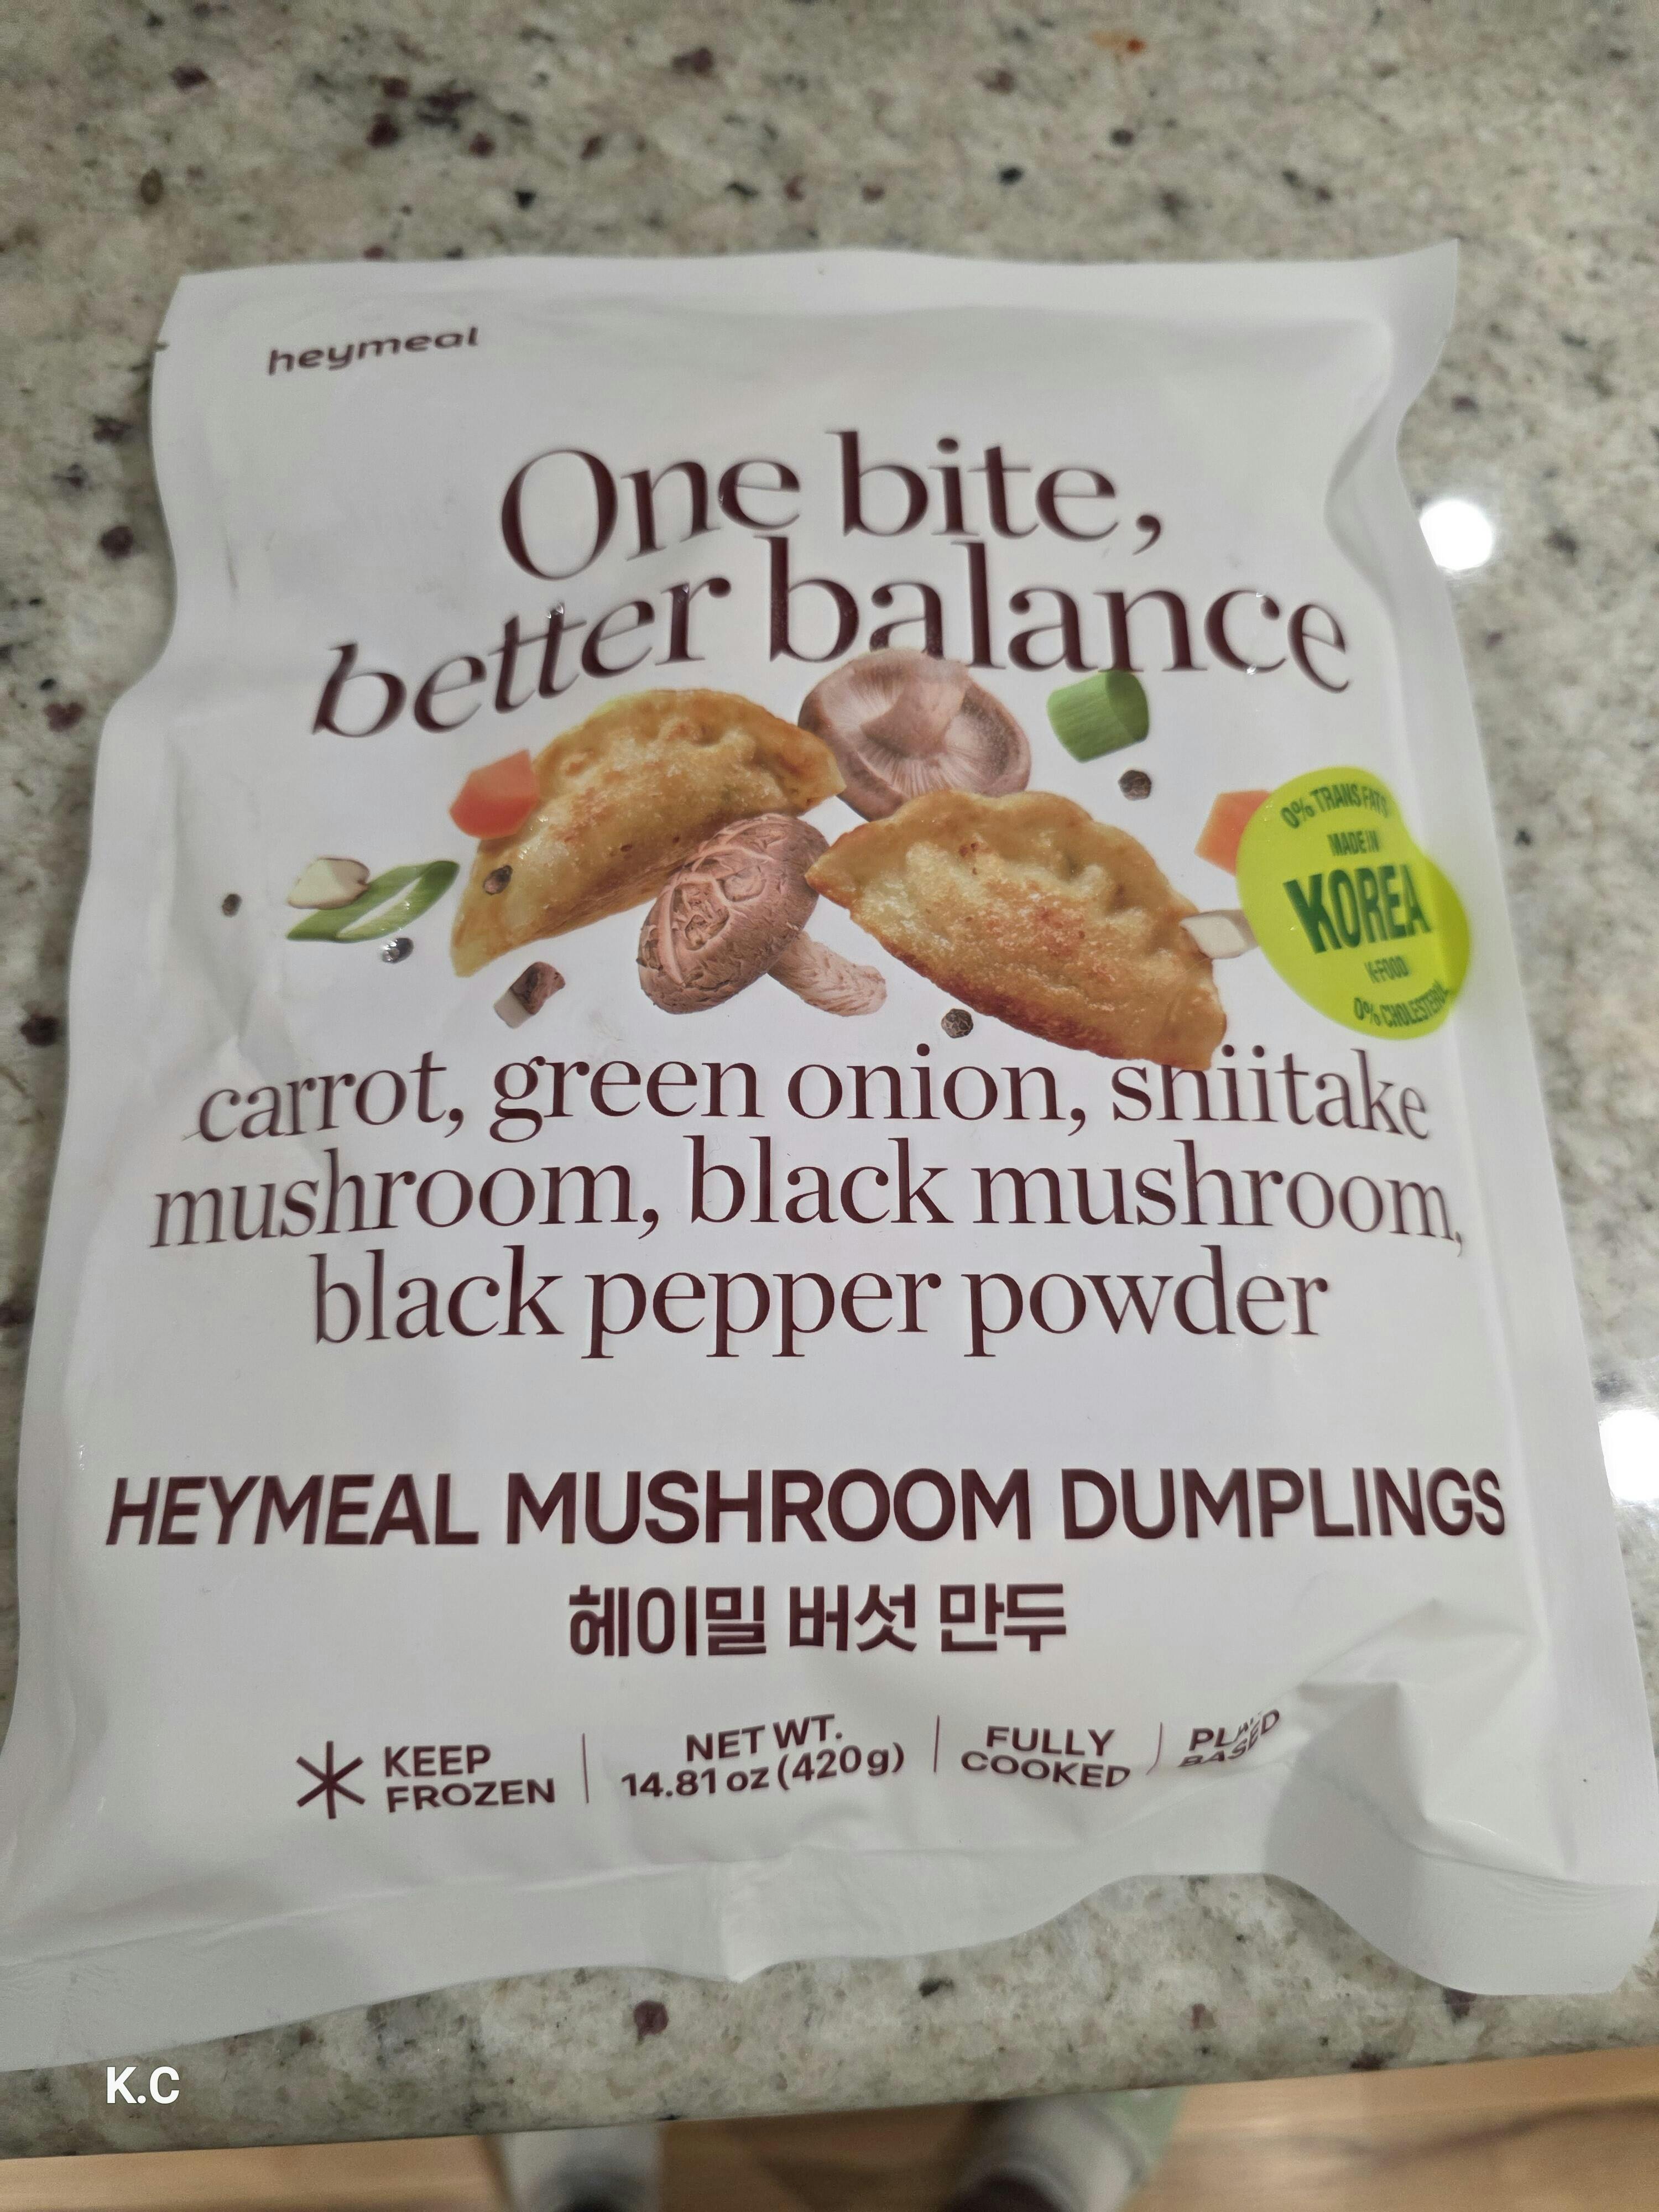 heymeal
One bite,
better balance
0% TRANS FATS
MADE IN
KOREA
K-FOOD
0% CHOLESTEROL
carrot, green onion, shiitake
mushroom, black mushroom,
black pepper powder
HEYMEAL MUSHROOM DUMPLINGS
헤이밀 버섯 만두
KEEP
FROZEN
NET WT.
14.81 oz (420g)
FULLY
COOKED
PLANT
BASED
K.C